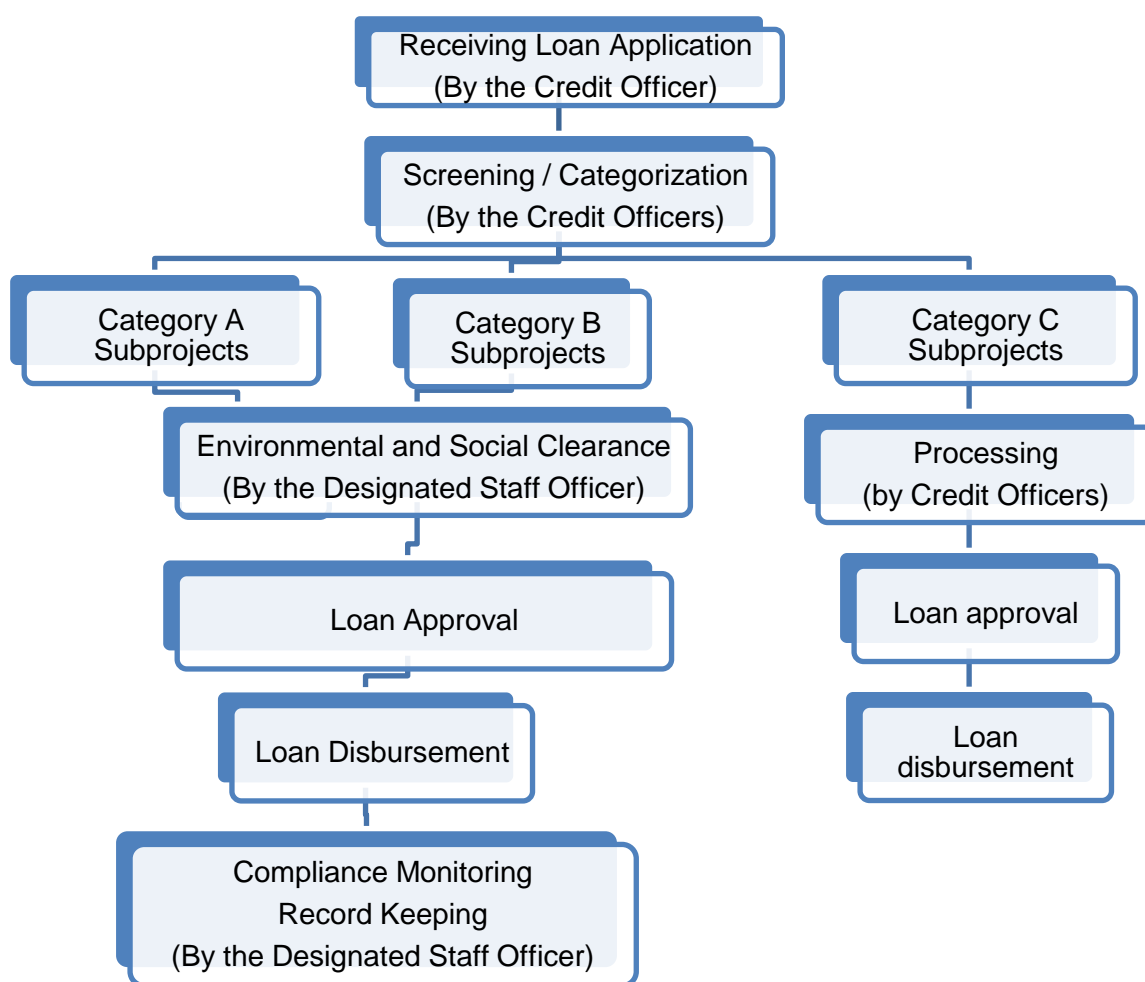 Receiving Loan Application
(By the Credit Officer)
Screening / Categorization
(By the Credit Officers)
Category A
Subprojects
Category B
Subprojects
Category C
Subprojects
Environmental and Social Clearance
(By the Designated Staff Officer)
Processing
(by Credit Officers)
Loan Approval
Loan approval
Loan Disbursement
Loan
disbursement
Compliance Monitoring
Record Keeping
(By the Designated Staff Officer)